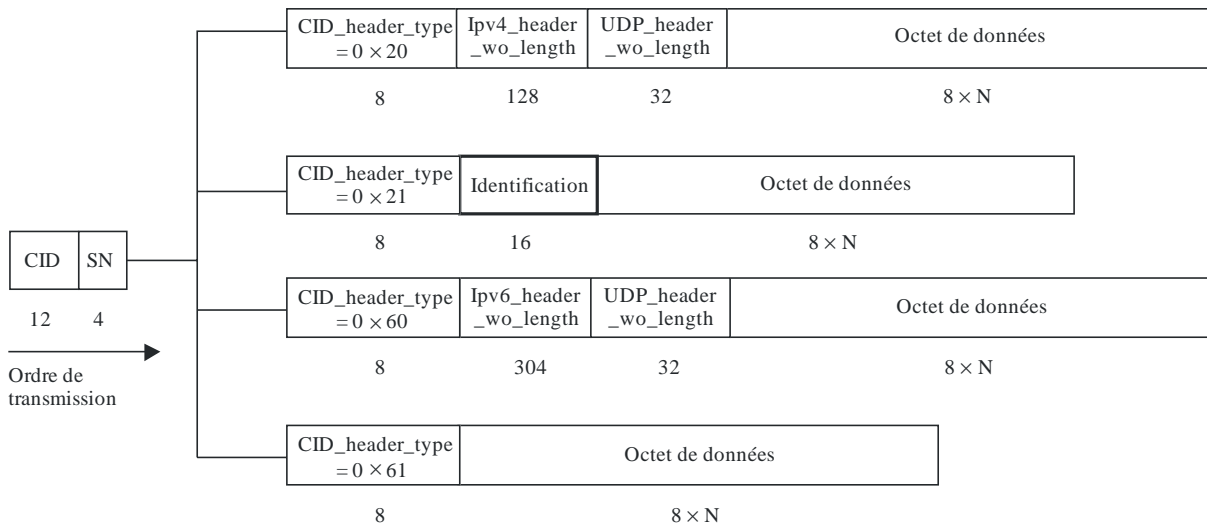 CID_header_type
= 0 × 20
Ipv4_header
_wo_length
UDP_header
_wo_length
Octet de données
8
128
32
8 × N
CID_header_type
= 0 × 21
Identification
Octet de données
8
16
8 × N
CID
SN
12
4
Ordre de
transmission
CID_header_type
= 0 × 60
Ipv6_header
_wo_length
UDP_header
_wo_length
Octet de données
8
304
32
8 × N
CID_header_type
= 0 × 61
Octet de données
8
8 × N